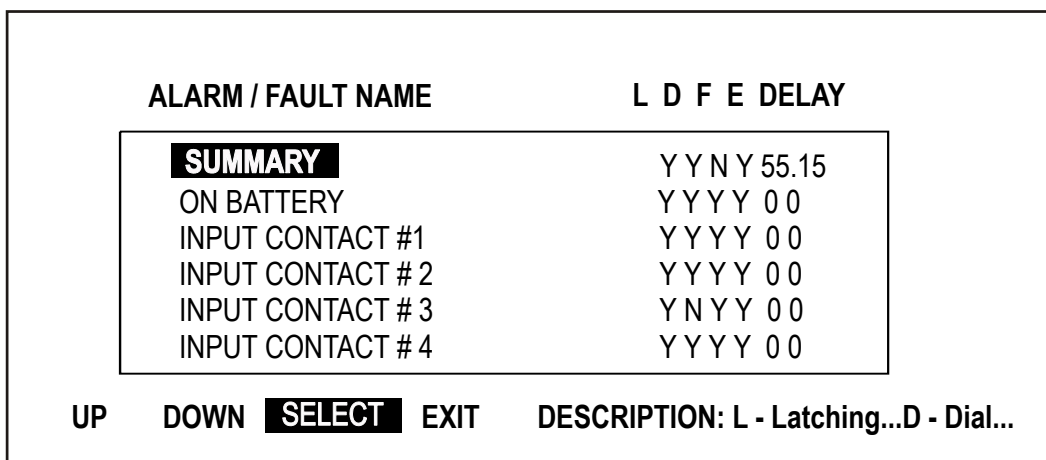 ALARM / FAULT NAME L D F E DELAY
SUMMARY Y Y N Y 55.15
ON BATTERY Y Y Y Y 0 0
INPUT CONTACT #1 Y Y Y Y 0 0
INPUT CONTACT # 2 Y Y Y Y 0 0
INPUT CONTACT # 3 Y N Y Y 0 0
INPUT CONTACT # 4 Y Y Y Y 0 0
UP DOWN SELECT EXIT DESCRIPTION: L - Latching...D - Dial...